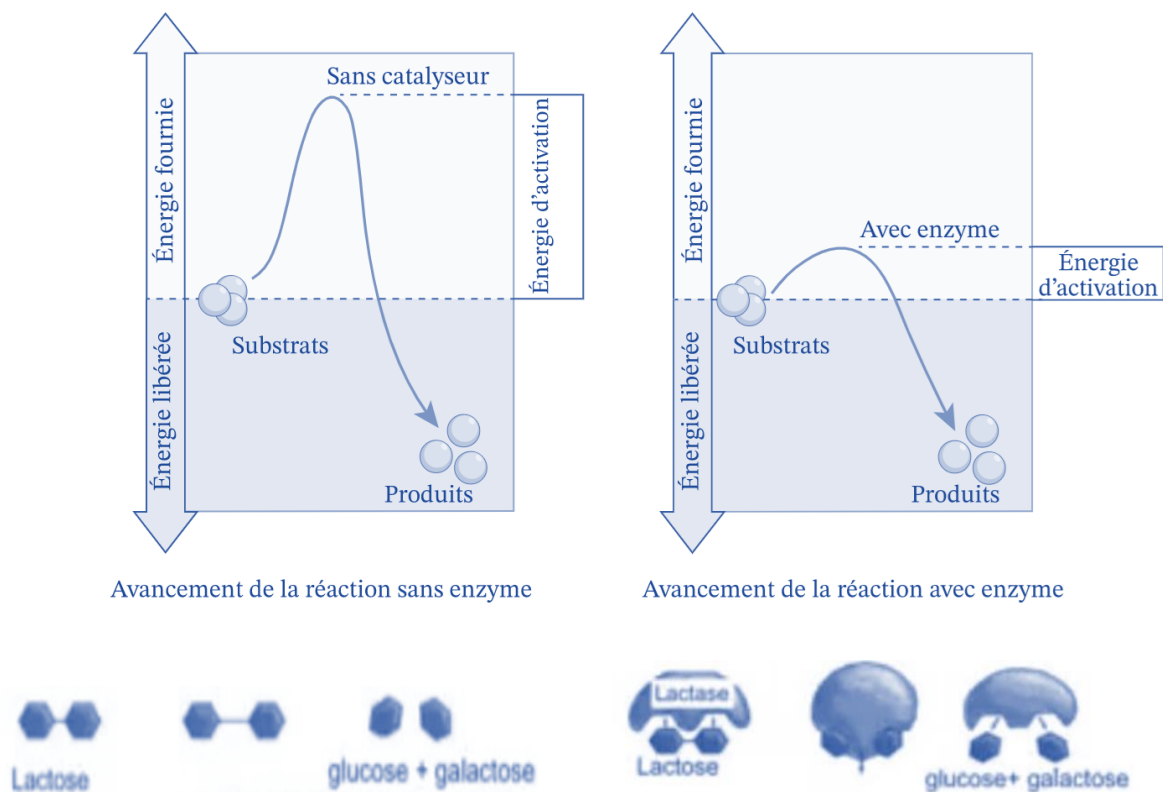 Énergie fournie
Énergie libérée
Sans catalyseur
Énergie d’activation
Substrats
Produits
Avancement de la réaction sans enzyme
Énergie fournie
Énergie libérée
Avec enzyme
Énergie
d’activation
Substrats
Produits
Avancement de la réaction avec enzyme
Lactose
glucose + galactose
Lactase
Lactose
glucose+ galactose